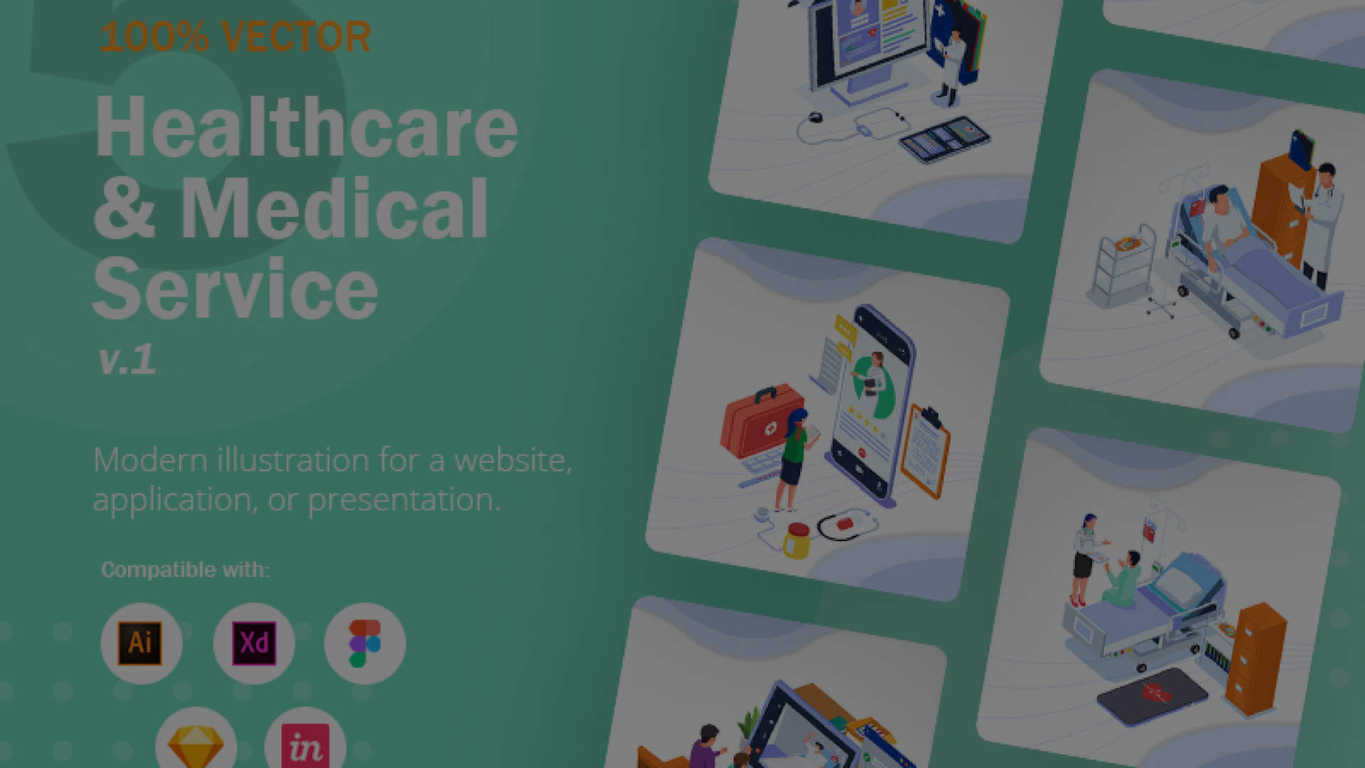 100% VECTOR
Healthcare
& Medical
Service
v.1
Modern illustration for a website,
application, or presentation.
Compatible with:
Ai
Xd
in